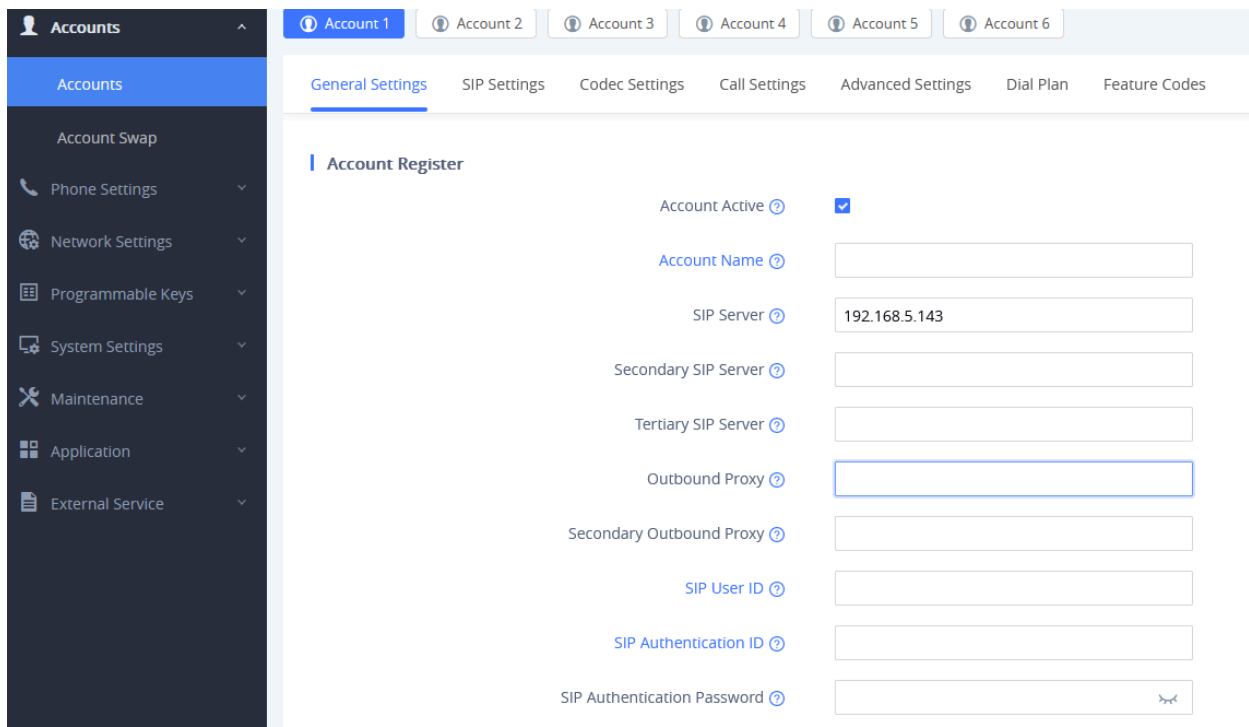 Accounts
Account 1 Account 2 Account 3 Account 4 Account 5 Account 6
Accounts
General Settings SIP Settings Codec Settings Call Settings Advanced Settings Dial Plan Feature Codes
Account Swap
Account Register
Phone Settings
Account Active
Network Settings
Account Name
Programmable Keys
SIP Server 192.168.5.143
System Settings
Secondary SIP Server
Maintenance
Tertiary SIP Server
Application
Outbound Proxy
External Service
Secondary Outbound Proxy
SIP User ID
SIP Authentication ID
SIP Authentication Password